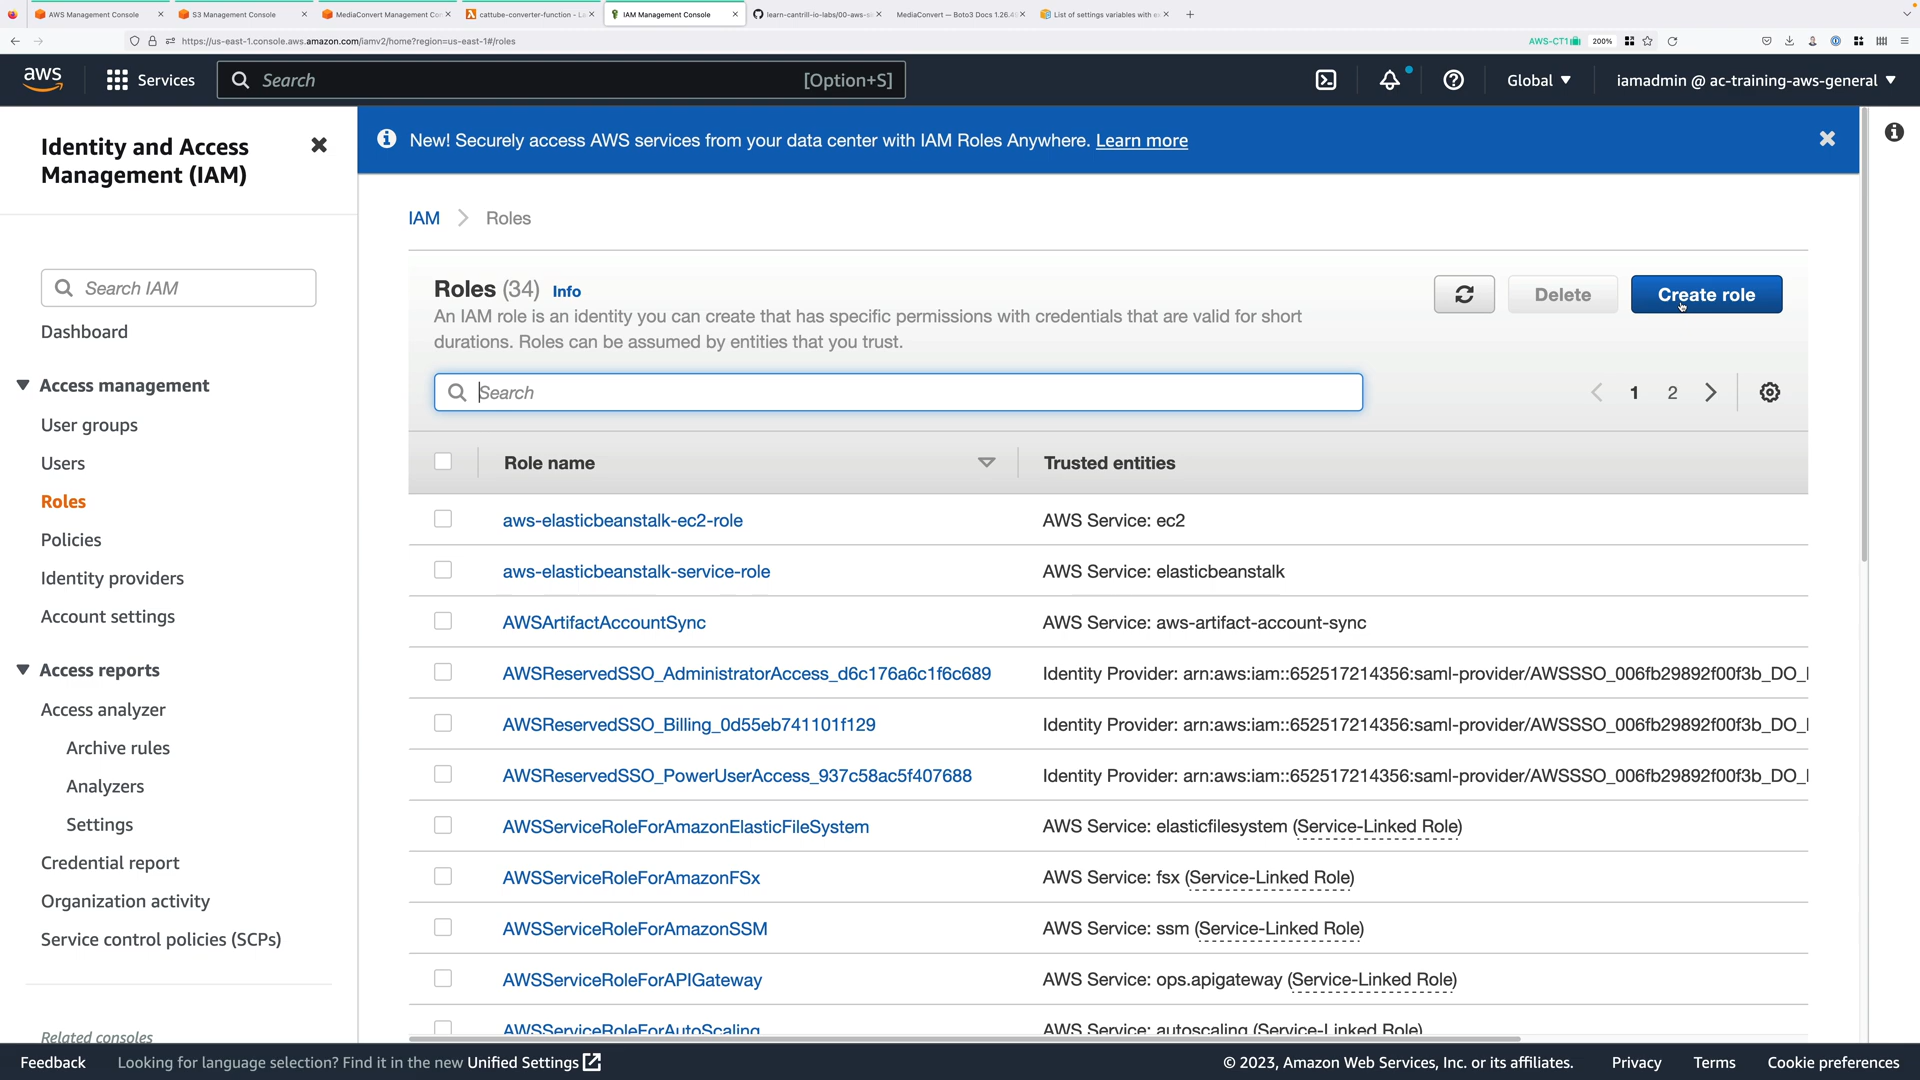 AWS Management Console
S3 Management Console
MediaConvert Management Con
cattube-converter-function - La
IAM Management Console
learn-cantrill-io-labs/00-aws-si
MediaConvert — Boto3 Docs 1.26.4
List of settings variables with ex
https://us-east-1.console.aws.amazon.com/iamv2/home?region=us-east-1#/roles
AWS-CT1
200%
aws
Services
Search
[Option+S]
Global
iamadmin @ ac-training-aws-general
Identity and Access
Management (IAM)
Search IAM
Dashboard
Access management
User groups
Users
Roles
Policies
Identity providers
Account settings
Access reports
Access analyzer
Archive rules
Analyzers
Settings
Credential report
Organization activity
Service control policies (SCPs)
Related consoles
New! Securely access AWS services from your data center with IAM Roles Anywhere. Learn more
IAM > Roles
Roles (34) Info
An IAM role is an identity you can create that has specific permissions with credentials that are valid for short
durations. Roles can be assumed by entities that you trust.
Delete
Create role
Search
1 2
Role name Trusted entities
aws-elasticbeanstalk-ec2-role AWS Service: ec2
aws-elasticbeanstalk-service-role AWS Service: elasticbeanstalk
AWSArtifactAccountSync AWS Service: aws-artifact-account-sync
AWSReservedSSO_AdministratorAccess_d6c176a6c1f6c689 Identity Provider: arn:aws:iam::652517214356:saml-provider/AWSSSO_006fb29892f00f3b_DO_
AWSReservedSSO_Billing_0d55eb741101f129 Identity Provider: arn:aws:iam::652517214356:saml-provider/AWSSSO_006fb29892f00f3b_DO_
AWSReservedSSO_PowerUserAccess_937c58ac5f407688 Identity Provider: arn:aws:iam::652517214356:saml-provider/AWSSSO_006fb29892f00f3b_DO_
AWSServiceRoleForAmazonElasticFileSystem AWS Service: elasticfilesystem (Service-Linked Role)
AWSServiceRoleForAmazonFSx AWS Service: fsx (Service-Linked Role)
AWSServiceRoleForAmazonSSM AWS Service: ssm (Service-Linked Role)
AWSServiceRoleForAPIGateway AWS Service: ops.apigateway (Service-Linked Role)
AWSServiceRoleForAutoScaling AWS Service: autoscaling (Service-Linked Role)
Feedback
Looking for language selection? Find it in the new Unified Settings
© 2023, Amazon Web Services, Inc. or its affiliates.
Privacy
Terms
Cookie preferences